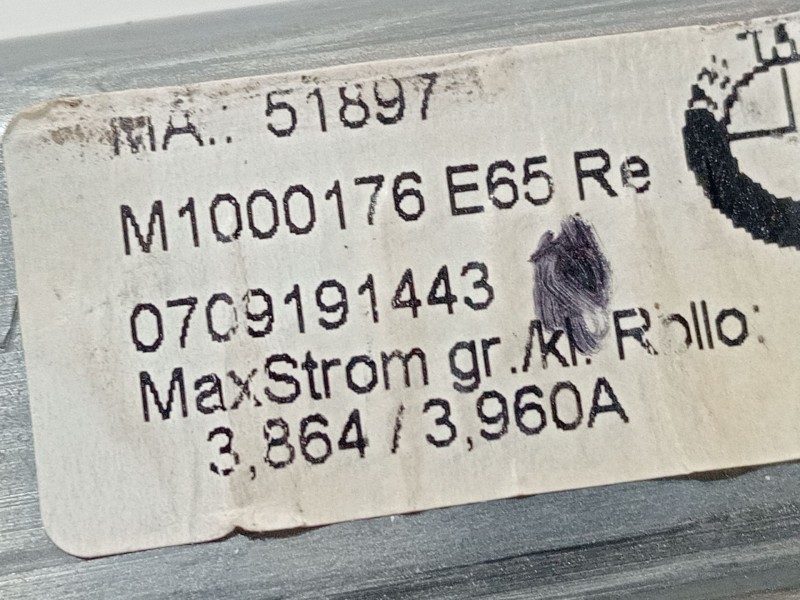 MA.: 51897
M1000176 E65 Re
0709191443
MaxStrom gr./kl. Rollo:
3,864 / 3,960A